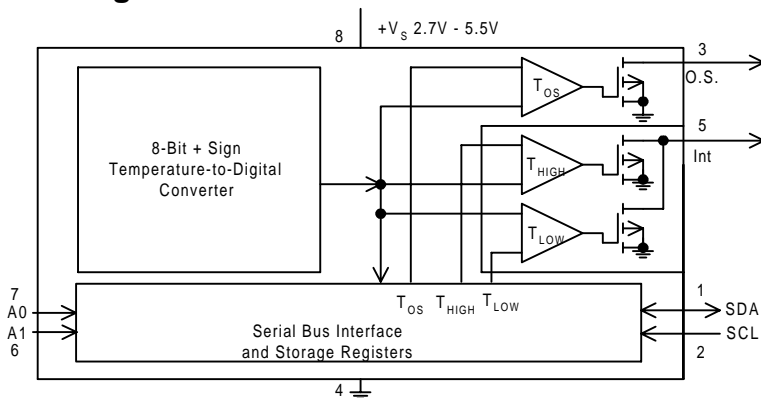 8
+VS 2.7V - 5.5V
3
O.S.
TOS
8-Bit + Sign
Temperature-to-Digital
Converter
5
Int
THIGH
TLOW
7
A0
A1
6
TOS THIGH TLOW
Serial Bus Interface
and Storage Registers
1
SDA
SCL
2
4